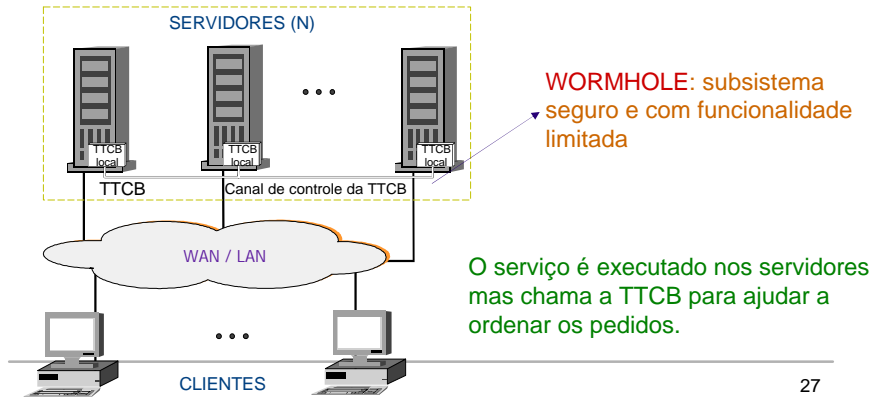 SERVIDORES (N)
WORMHOLE: subsistema
seguro e com funcionalidade
limitada
TTCB
local
TTCB
local
TTCB
local
TTCB
Canal de controle da TTCB
WAN / LAN
O serviço é executado nos servidores
mas chama a TTCB para ajudar a
ordenar os pedidos.
CLIENTES
27